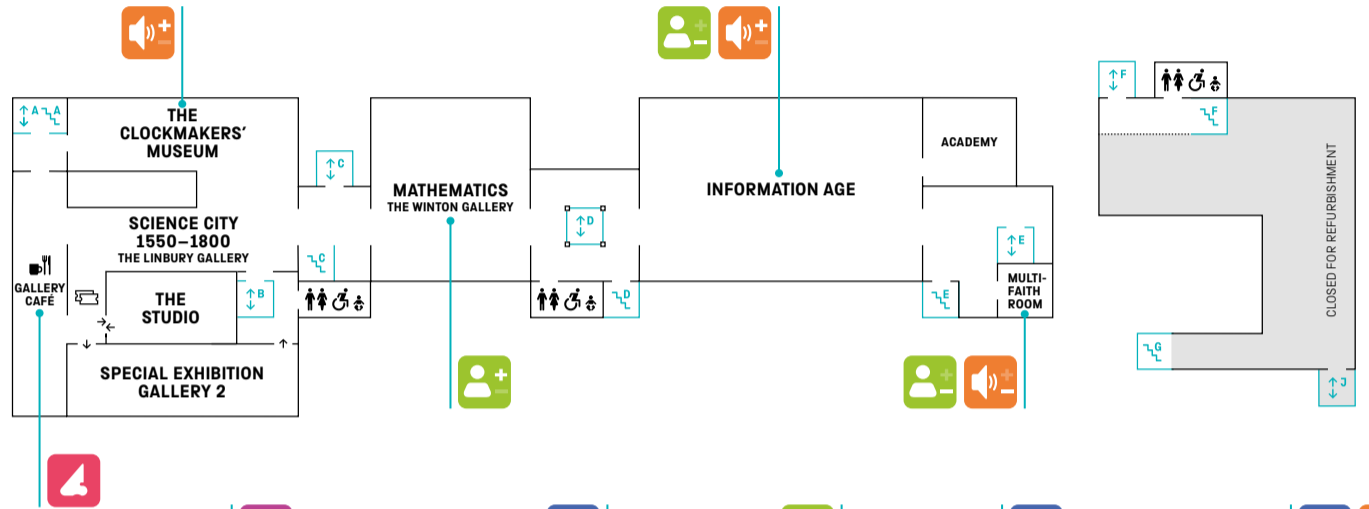 A A
THE
CLOCKMAKERS'
MUSEUM
C
MATHEMATICS
THE WINTON GALLERY
D
INFORMATION AGE
ACADEMY
F
F
CLOSED FOR REFURBISHMENT
SCIENCE CITY
1550–1800
THE LINBURY GALLERY
C
E
GALLERY
CAFÉ
THE
STUDIO
B
D
E
MULTI-
FAITH
ROOM
SPECIAL EXHIBITION
GALLERY 2
G
J